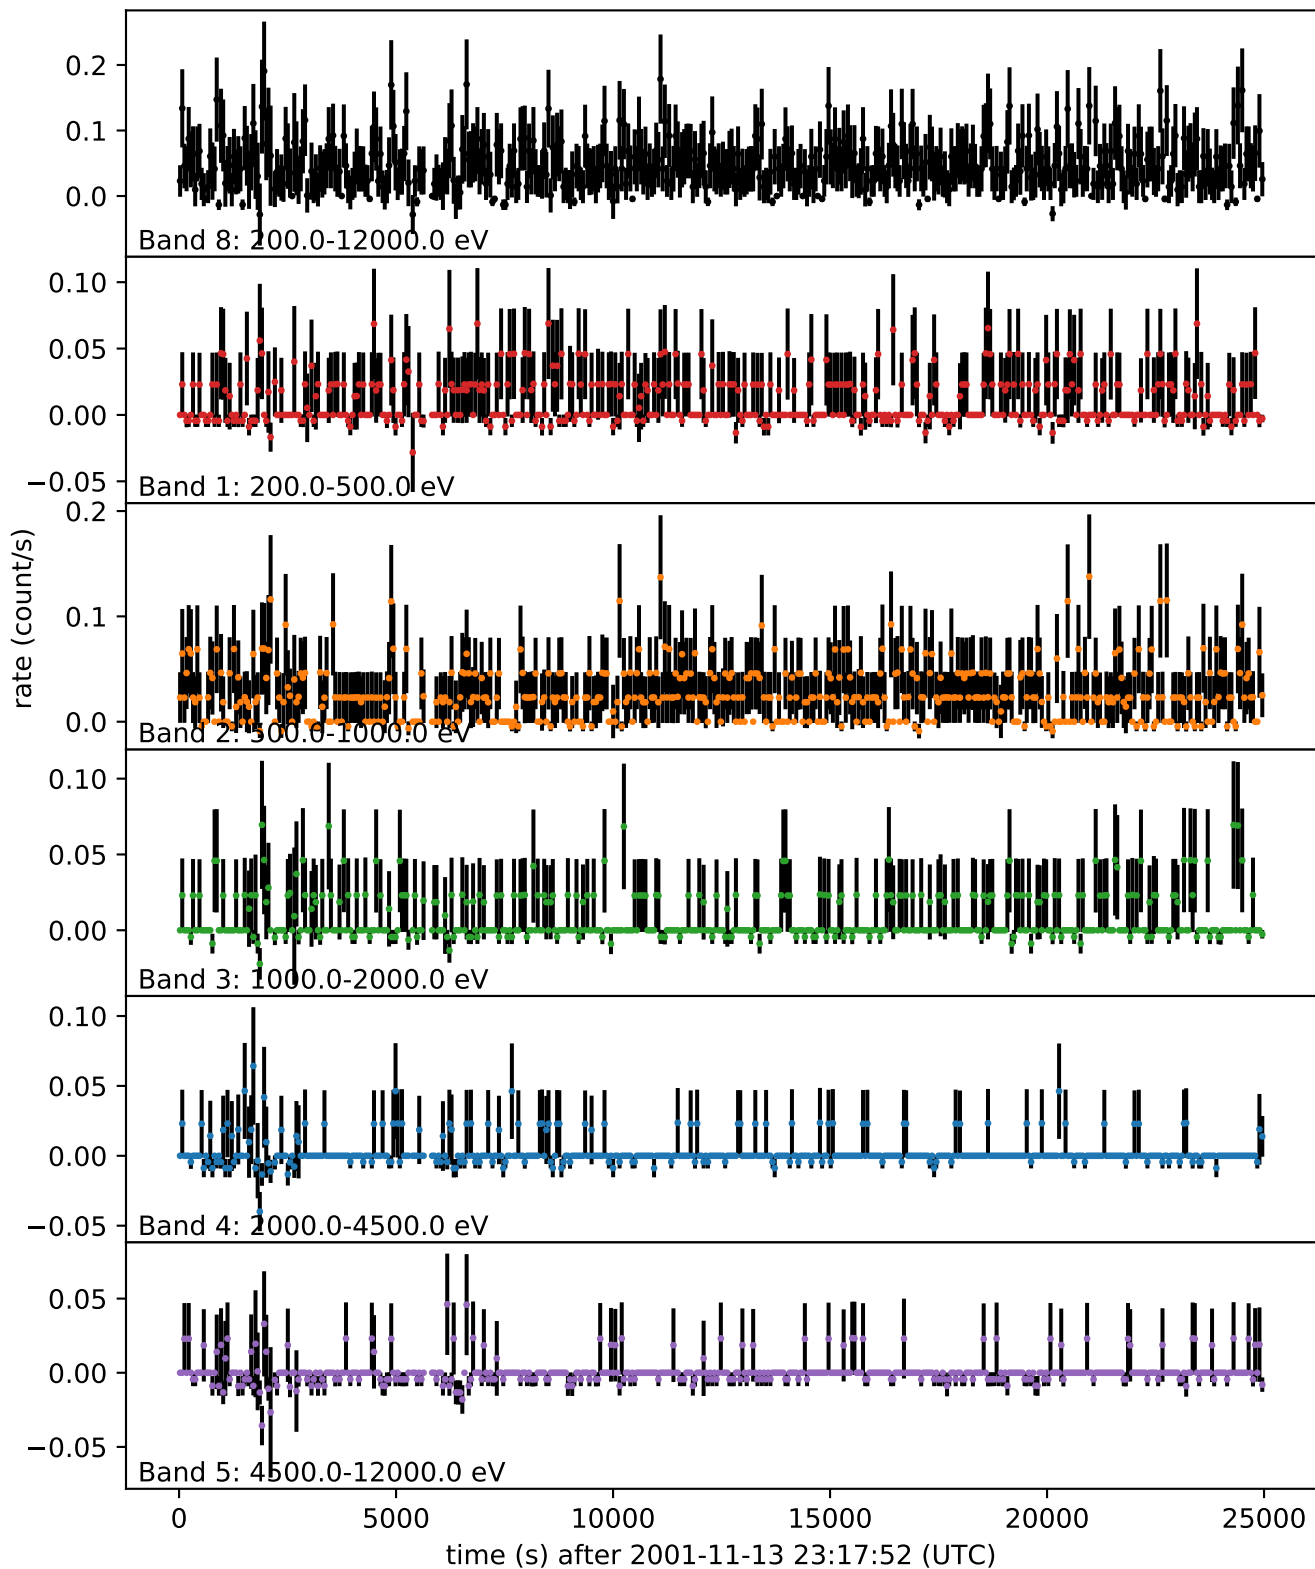 0.2
0.1
0.0
Band 8: 200.0-12000.0 eV
0.10
0.05
0.00
−0.05
Band 1: 200.0-500.0 eV
0.2
0.1
0.0
Band 2: 500.0-1000.0 eV
rate (count/s)
0.10
0.05
0.00
Band 3: 1000.0-2000.0 eV
0.10
0.05
0.00
−0.05
Band 4: 2000.0-4500.0 eV
0.05
0.00
−0.05
Band 5: 4500.0-12000.0 eV
0 5000 10000 15000 20000 25000
time (s) after 2001-11-13 23:17:52 (UTC)